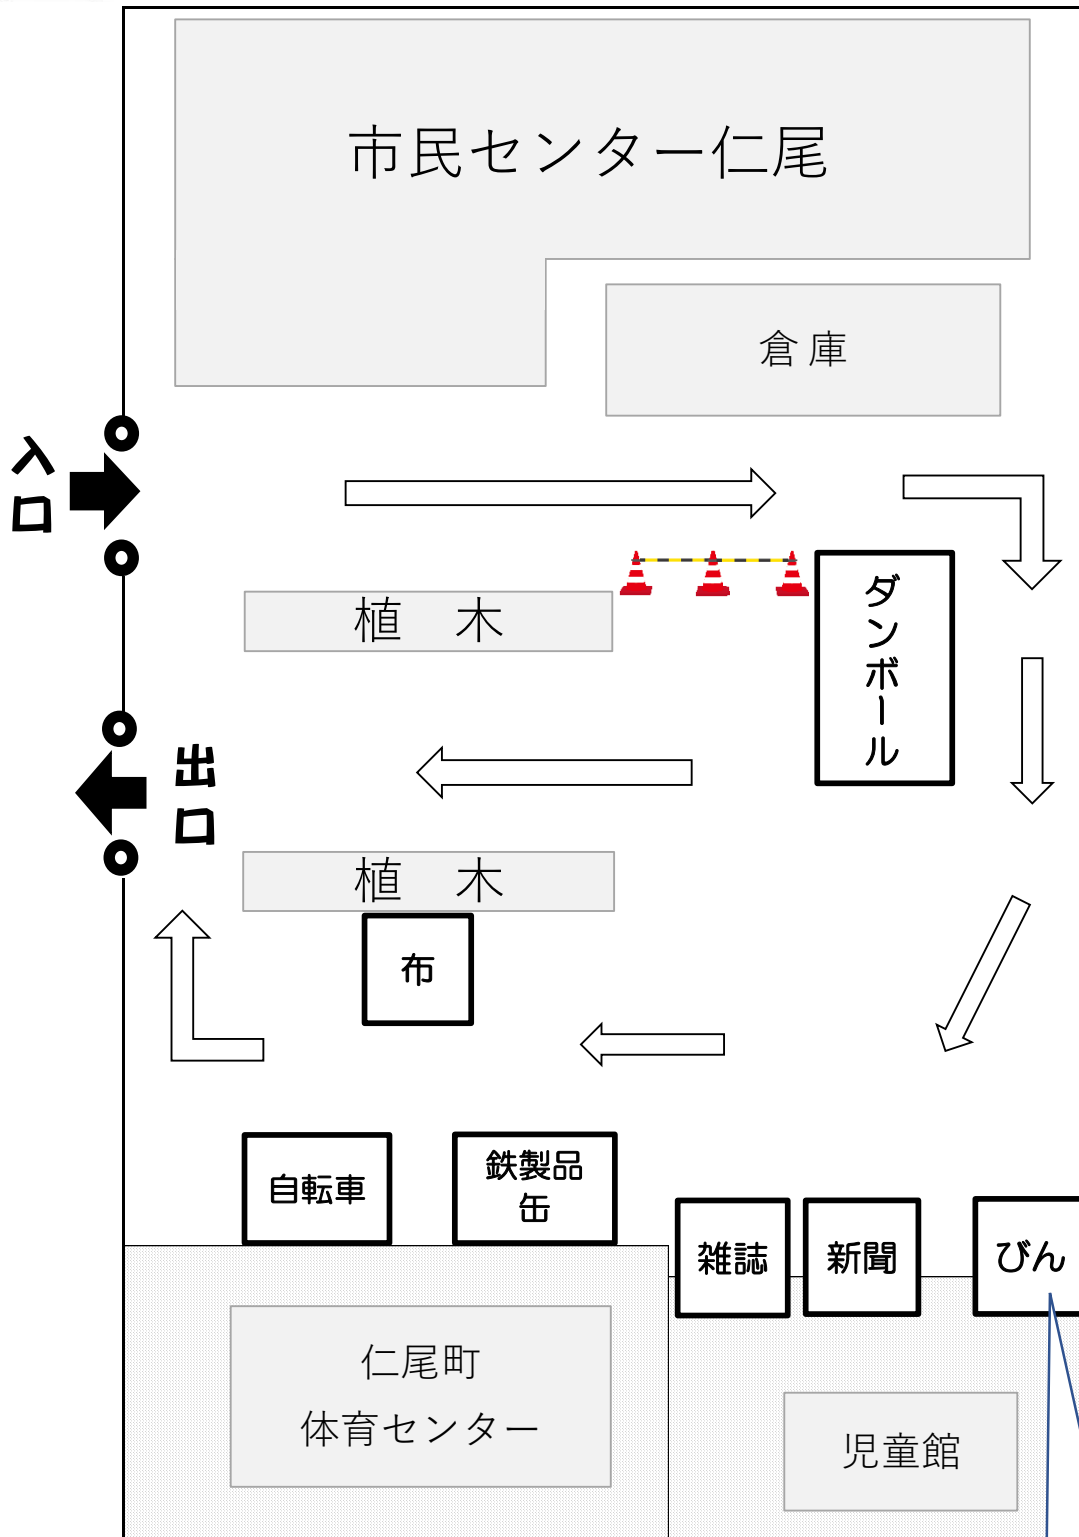 市民センター仁尾
倉庫
入口
植　木
ダンボール
出口
植　木
布
自転車
鉄製品
缶
雑誌
新聞
びん
仁尾町
体育センター
児童館